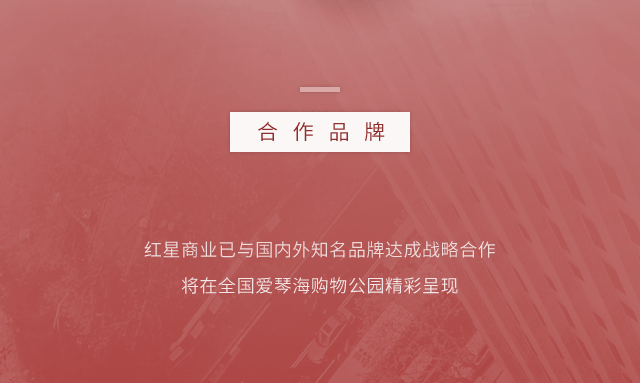 合作品牌
红星商业已与国内外知名品牌达成战略合作
将在全国爱琴海购物公园精彩呈现